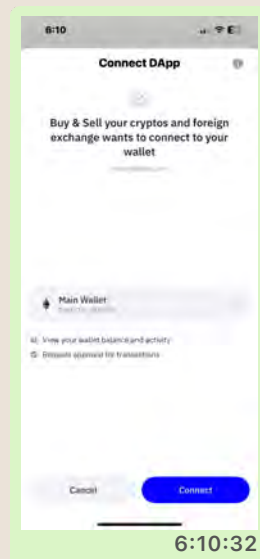 6:10
Connect DApp
Buy & Sell your cryptos and foreign
exchange wants to connect to your
wallet
Main Wallet
View your wallet balance and activity
Request approval for transactions
Cancel
Connect
6:10:32